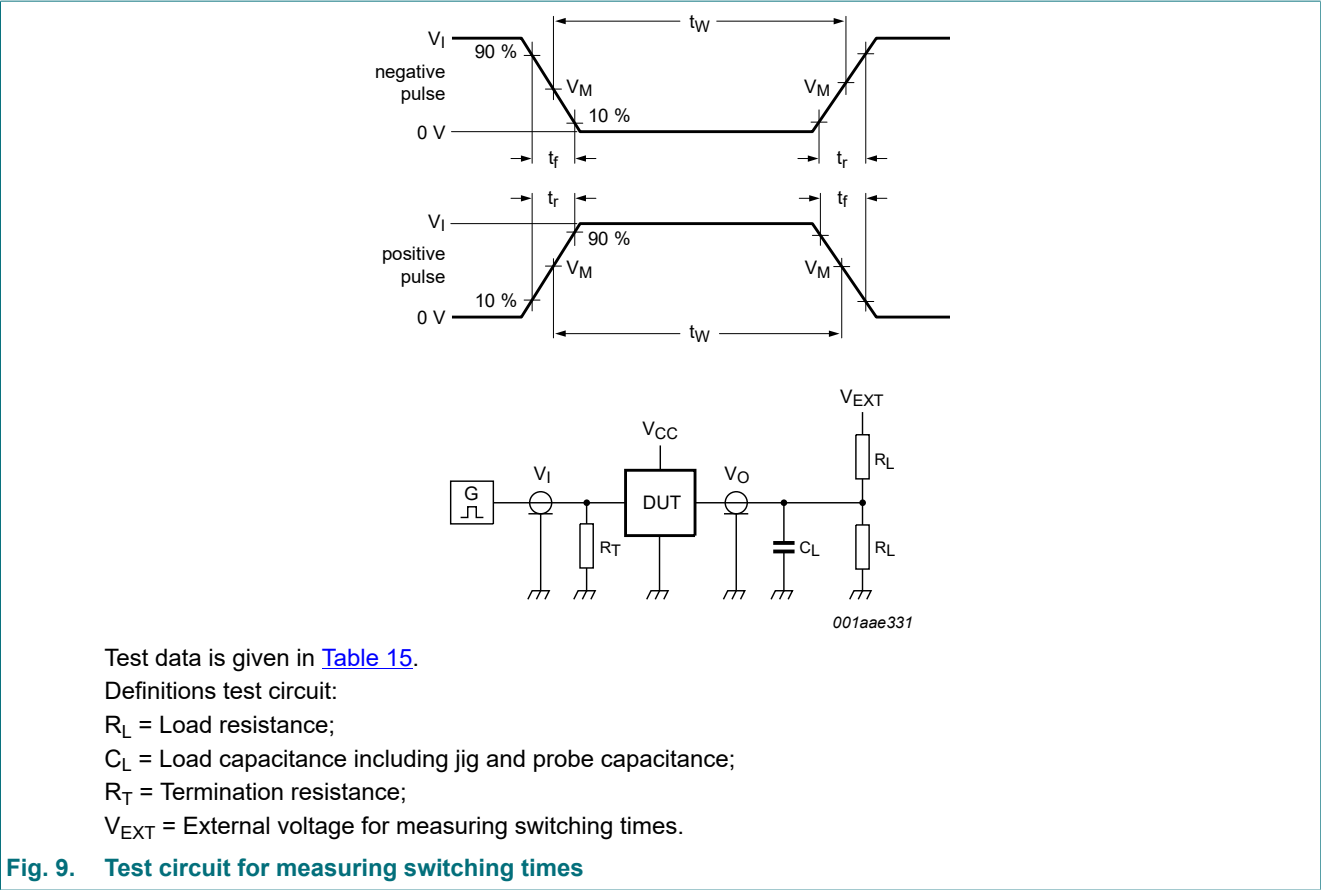 tW
VI
90 %
negative
pulse
VM
VM
10 %
0 V
tf
tr
tr
tf
VI
90 %
positive
pulse
VM
VM
10 %
0 V
tW
VEXT
VCC
RL
VI
VO
G
DUT
RT
CL
RL
001aae331
Test data is given in Table 15.
Definitions test circuit:
RL = Load resistance;
CL = Load capacitance including jig and probe capacitance;
RT = Termination resistance;
VEXT = External voltage for measuring switching times.
Fig. 9. Test circuit for measuring switching times